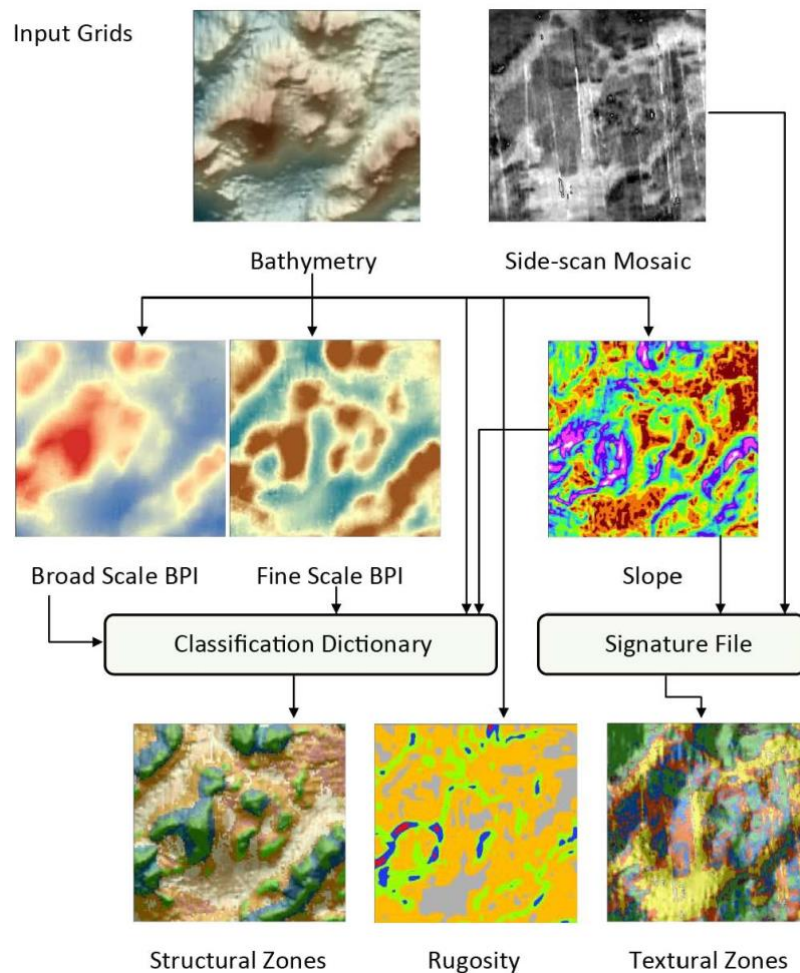 Input Grids
Bathymetry
Side-scan Mosaic
Broad Scale BPI
Fine Scale BPI
Slope
Classification Dictionary
Signature File
Structural Zones
Rugosity
Textural Zones